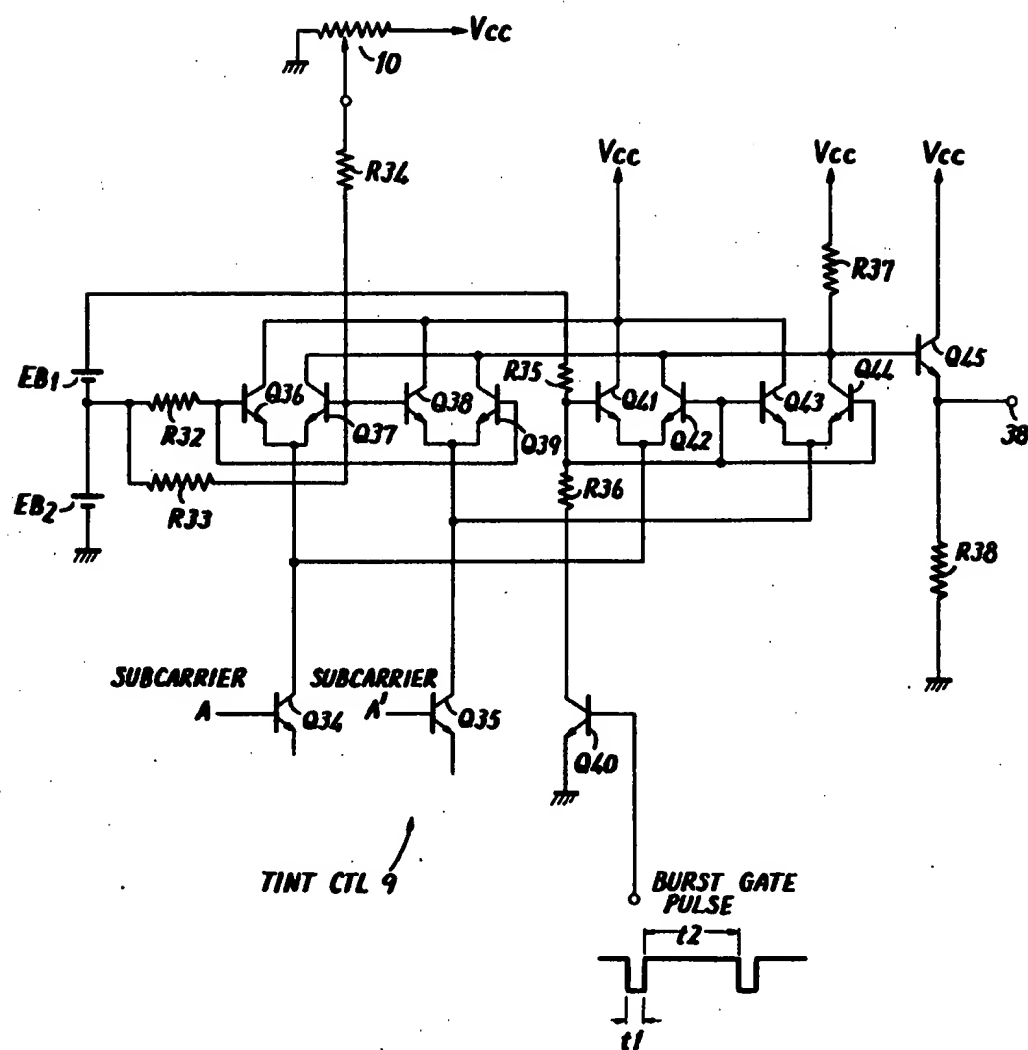 Vcc
10
R34
Vcc
Vcc
Vcc
R37
EB1
R35
Q45
Q44
Q36
Q38
Q41
Q43
R32
Q37
Q39
Q42
38
EB2
R33
R36
R38
SUBCARRIER
A
Q34
SUBCARRIER
A'
Q35
Q40
TINT CTL 9
BURST GATE
PULSE
t2
t1